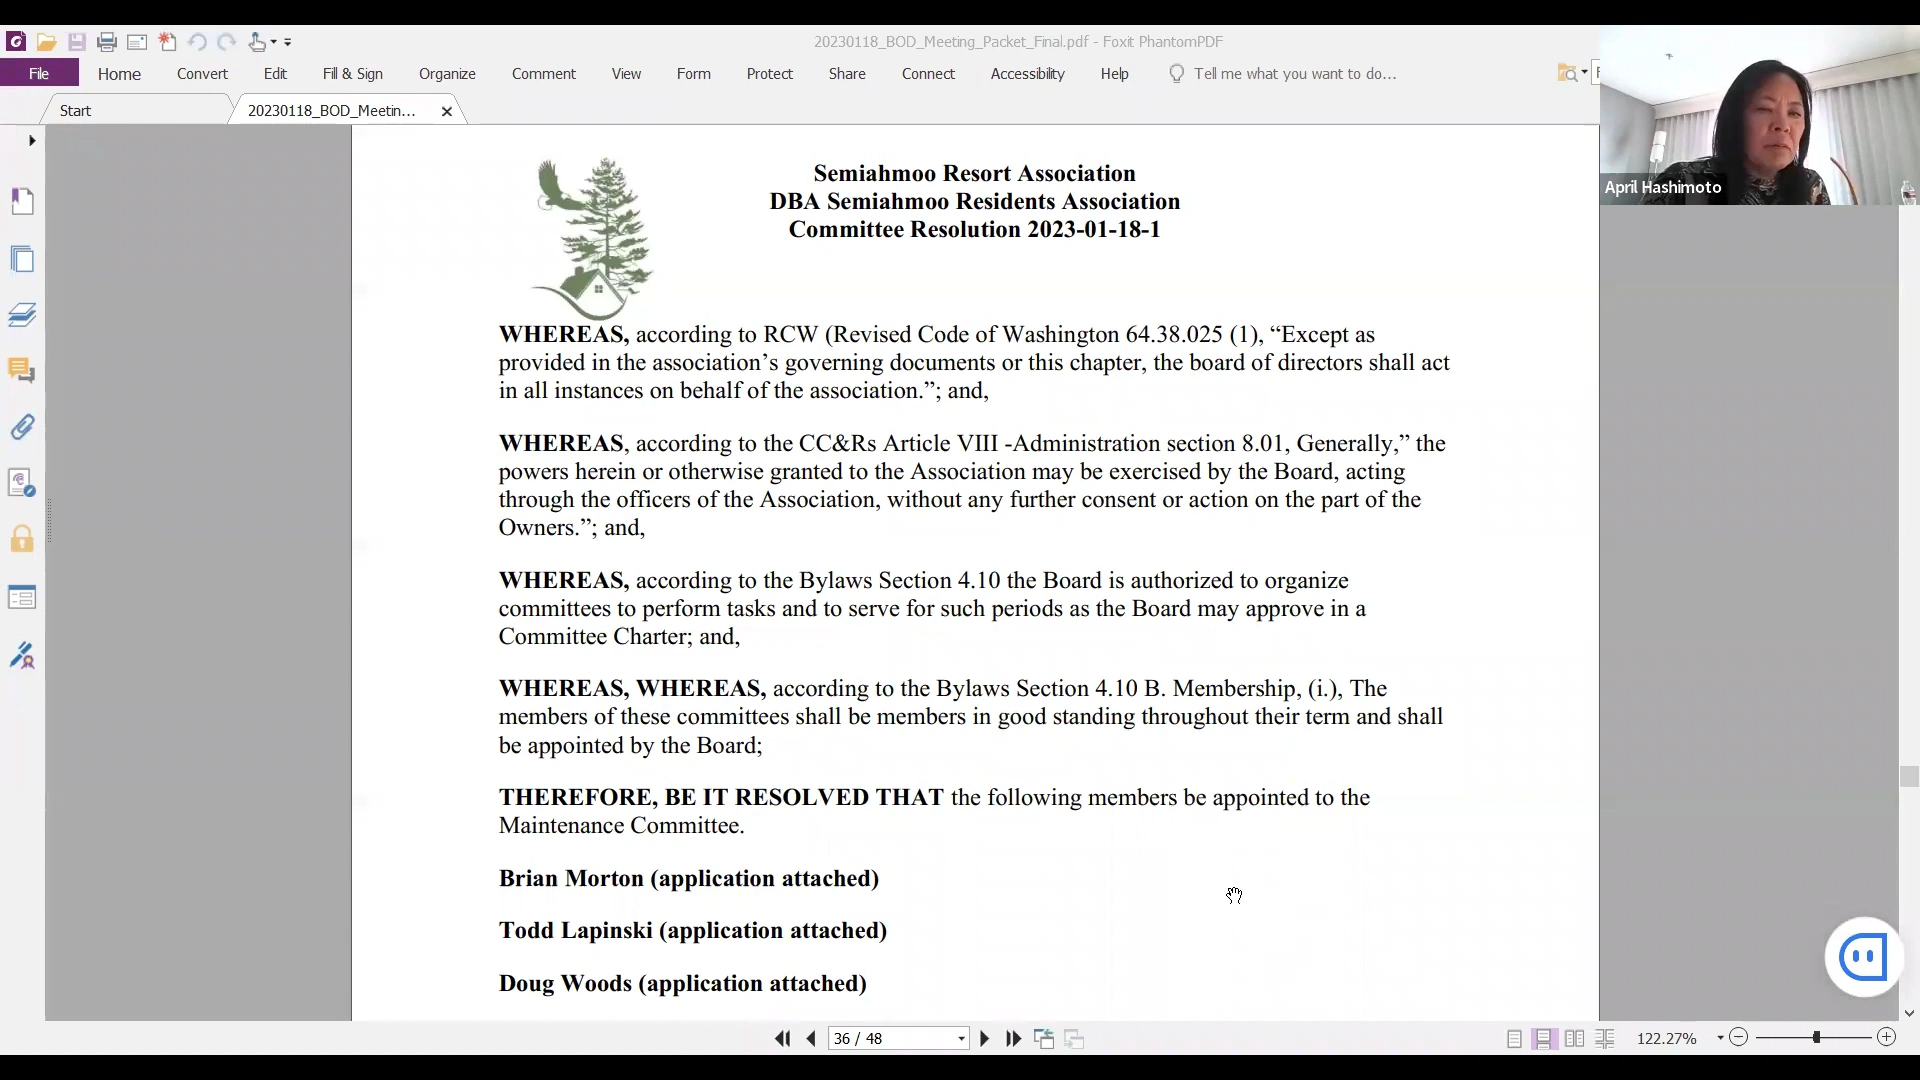 20230118_BOD_Meeting_Packet_Final.pdf - Foxit PhantomPDF
File Home Convert Edit Fill & Sign Organize Comment View Form Protect Share Connect Accessibility Help Tell me what you want to do...
Start 20230118_BOD_Meetin...
April Hashimoto
Semiahmoo Resort Association
DBA Semiahmoo Residents Association
Committee Resolution 2023-01-18-1
WHEREAS, according to RCW (Revised Code of Washington 64.38.025 (1), “Except as
provided in the association’s governing documents or this chapter, the board of directors shall act
in all instances on behalf of the association.”; and,
WHEREAS, according to the CC&Rs Article VIII -Administration section 8.01, Generally,” the
powers herein or otherwise granted to the Association may be exercised by the Board, acting
through the officers of the Association, without any further consent or action on the part of the
Owners.”; and,
WHEREAS, according to the Bylaws Section 4.10 the Board is authorized to organize
committees to perform tasks and to serve for such periods as the Board may approve in a
Committee Charter; and,
WHEREAS, WHEREAS, according to the Bylaws Section 4.10 B. Membership, (i.), The
members of these committees shall be members in good standing throughout their term and shall
be appointed by the Board;
THEREFORE, BE IT RESOLVED THAT the following members be appointed to the
Maintenance Committee.
Brian Morton (application attached)
Todd Lapinski (application attached)
Doug Woods (application attached)
36 / 48
122.27%